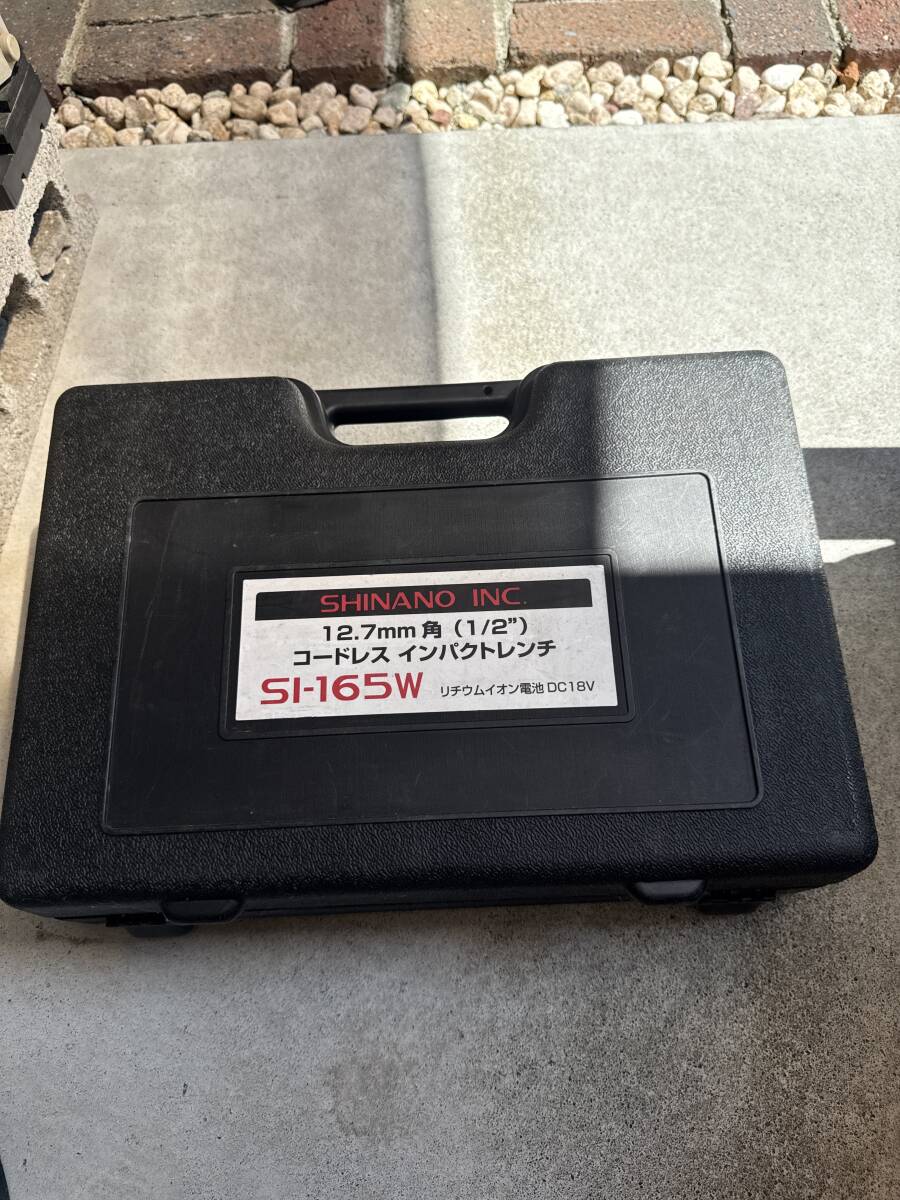 SHINANO INC.
12.7mm 角 (1/2”)
コードレス インパクトレンチ
SI-165W リチウムイオン電池 DC18V